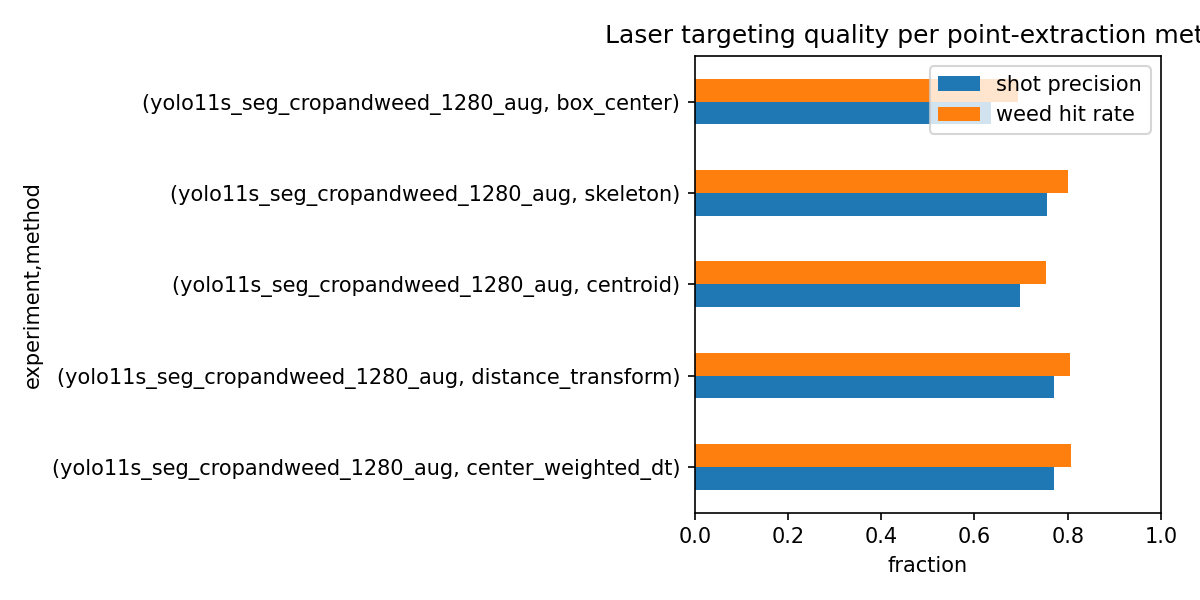 Laser targeting quality per point-extraction met
shot precision
weed hit rate
(yolo11s_seg_cropandweed_1280_aug, box_center)
(yolo11s_seg_cropandweed_1280_aug, skeleton)
(yolo11s_seg_cropandweed_1280_aug, centroid)
(yolo11s_seg_cropandweed_1280_aug, distance_transform)
(yolo11s_seg_cropandweed_1280_aug, center_weighted_dt)
experiment,method
0.0 0.2 0.4 0.6 0.8 1.0
fraction